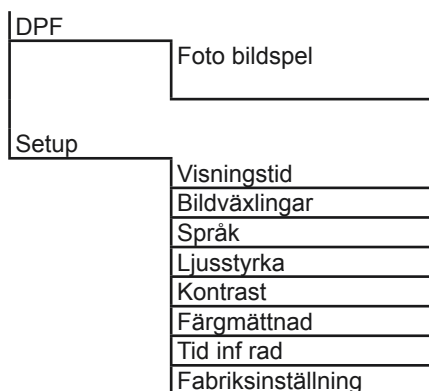 DPF
Foto bildspel
Setup
Visningstid
Bildväxlingar
Språk
Ljusstyrka
Kontrast
Färgmättnad
Tid inf rad
Fabriksinställning